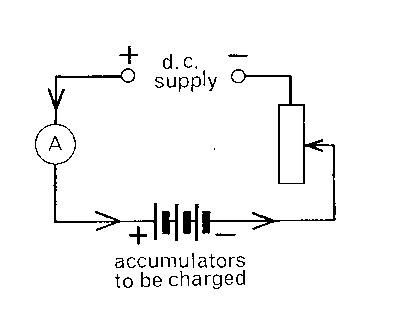 + d.c. −
supply
A
+ −
accumulators
to be charged